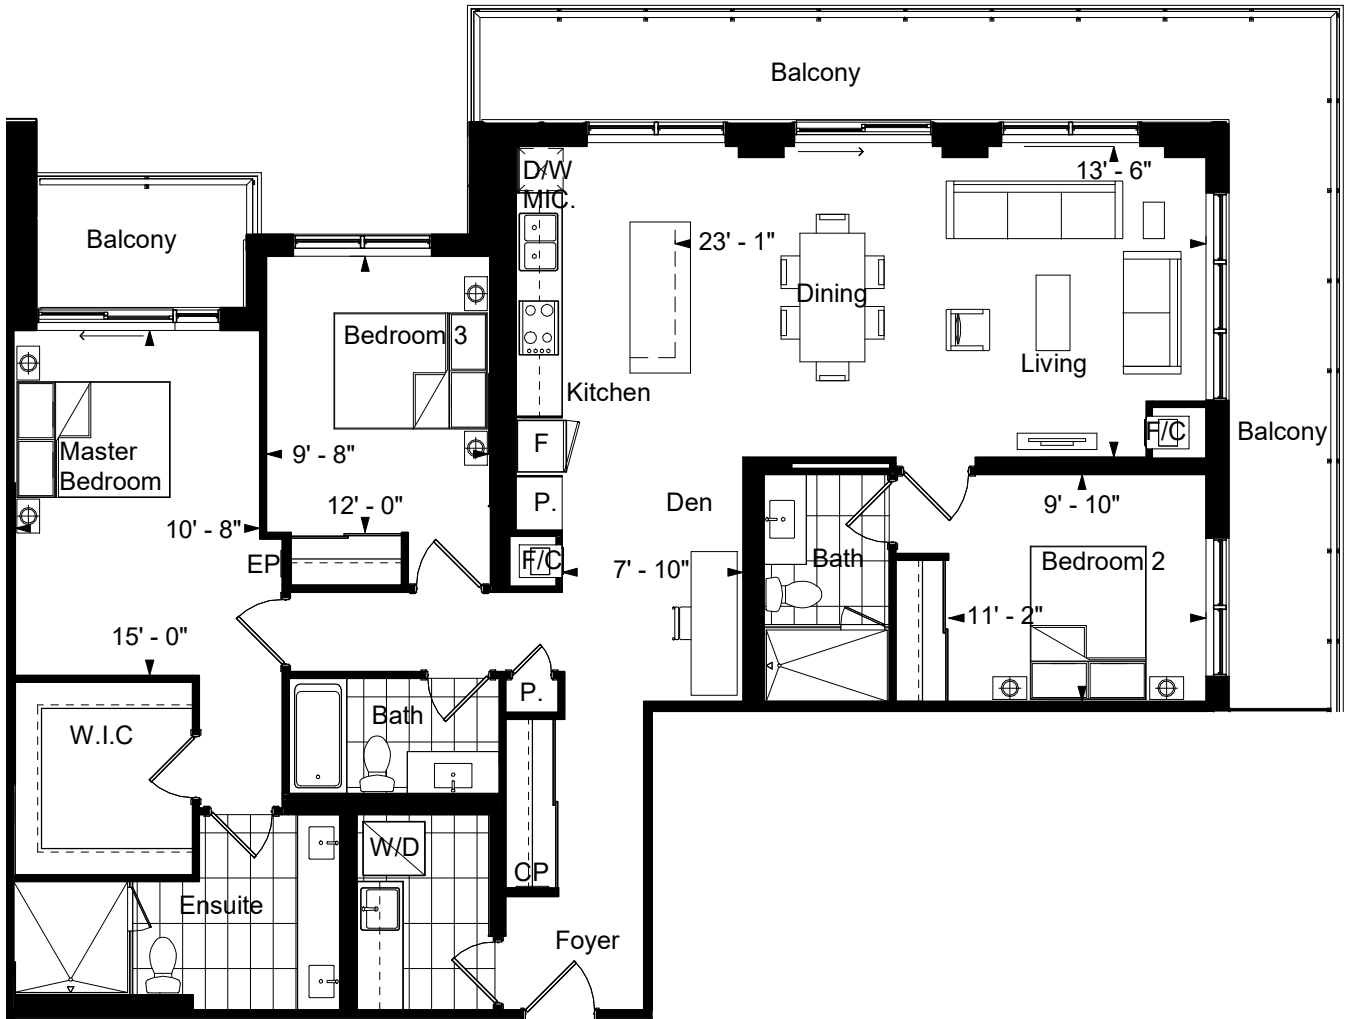 Balcony
D/W
MIC.
13' - 6"
Balcony
23' - 1"
Dining
Bedroom 3
Living
Kitchen
F
F/C
Balcony
Master
Bedroom
9' - 8"
12' - 0"
P.
Den
9' - 10"
10' - 8"
EP
F/C
7' - 10"
Bath
Bedroom 2
11' - 2"
15' - 0"
P.
Bath
W.I.C
W/D
CP
Ensuite
Foyer